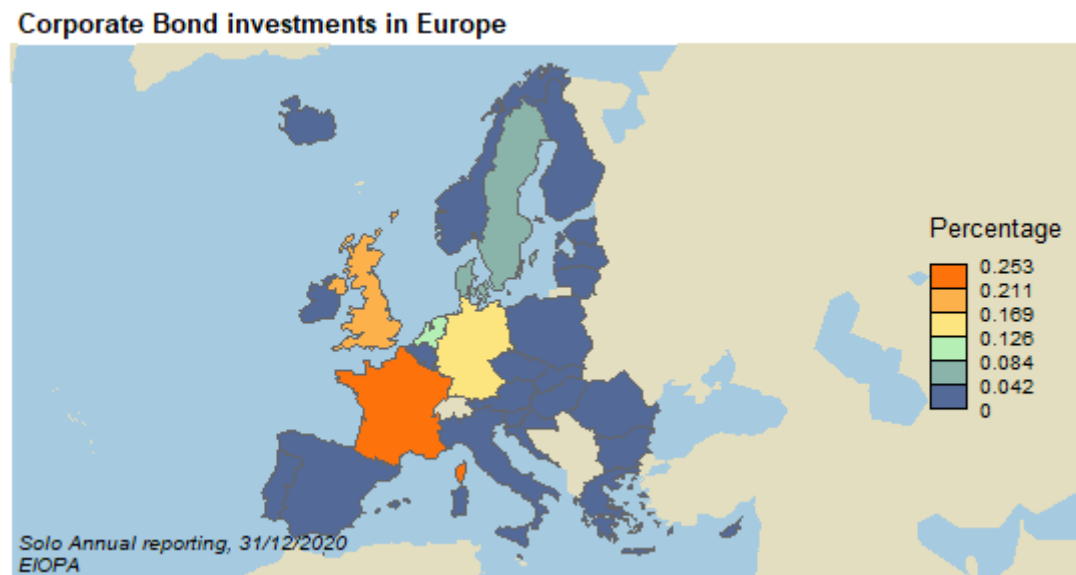 Corporate Bond investments in Europe
Percentage
0.253
0.211
0.169
0.126
0.084
0.042
0
Solo Annual reporting, 31/12/2020
EIOPA